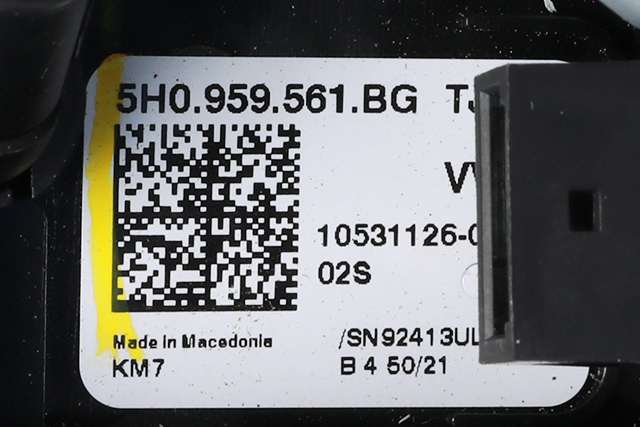 5H0.959.561.BG TJ
VW
10531126-0
02S
Made in Macedonia /SN92413UL
KM7 B 4 50/21